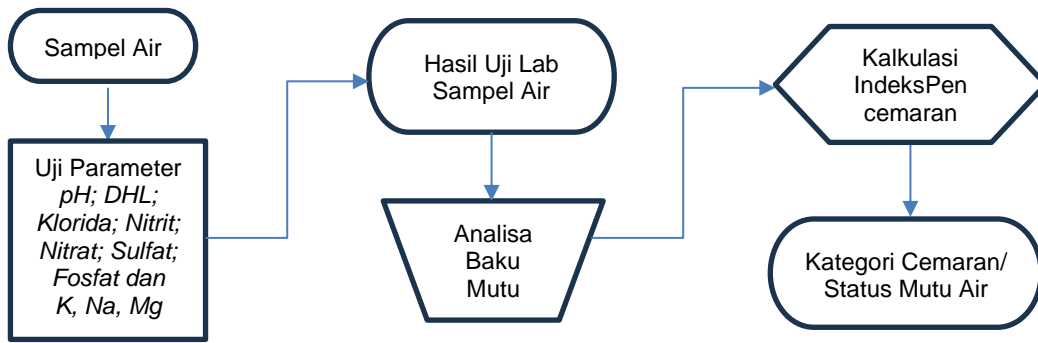 Sampel Air
Uji Parameter
pH; DHL;
Klorida; Nitrit;
Nitrat; Sulfat;
Fosfat dan
K, Na, Mg
Hasil Uji Lab
Sampel Air
Analisa
Baku
Mutu
Kalkulasi
IndeksPen
cemaran
Kategori Cemaran/
Status Mutu Air